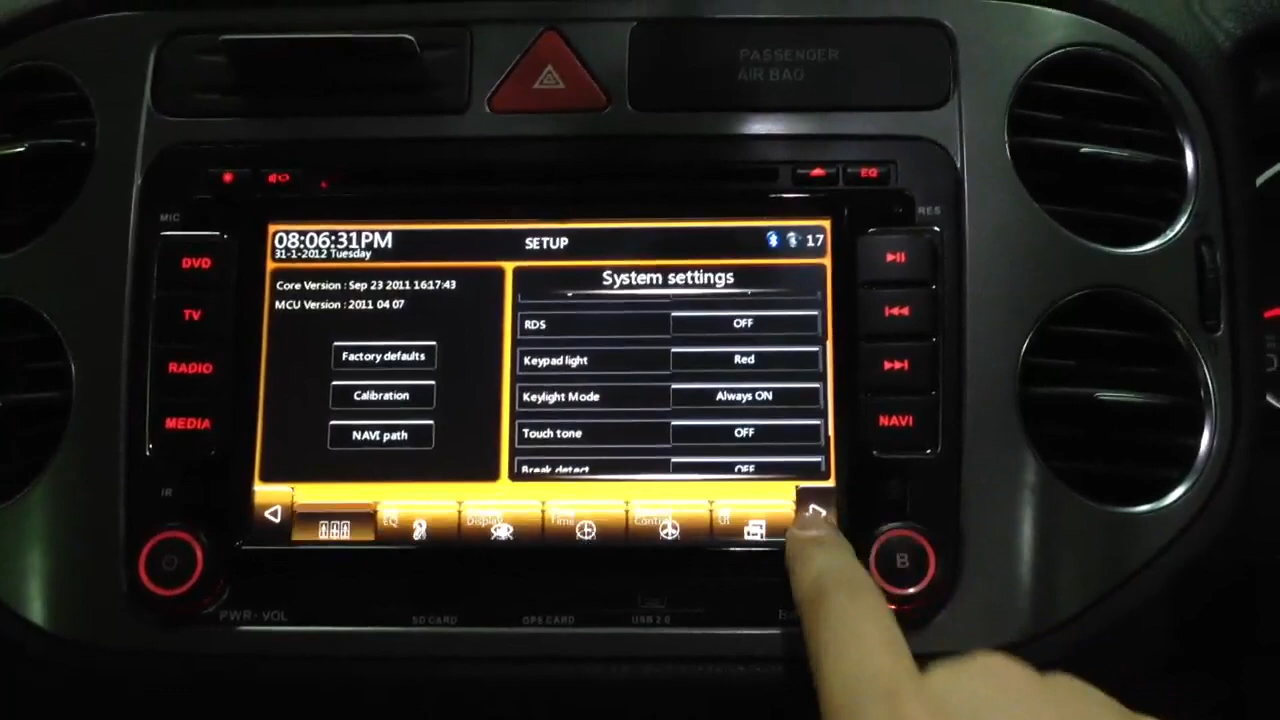 PASSENGER
AIR BAG
EQ
MIC
RES
DVD
TV
RADIO
MEDIA
IR
08:06:31PM
31-1-2012 Tuesday
SETUP
17
Core Version : Sep 23 2011 16:17:43
MCU Version : 2011 04 07
Factory defaults
Calibration
NAVI path
System settings
RDS OFF
Keypad light Red
Keylight Mode Always ON
Touch tone OFF
Break detect OFF
EQ Display Time Control UI
NAVI
B
PWR-VOL
SD CARD
GPS CARD
USB 2.0